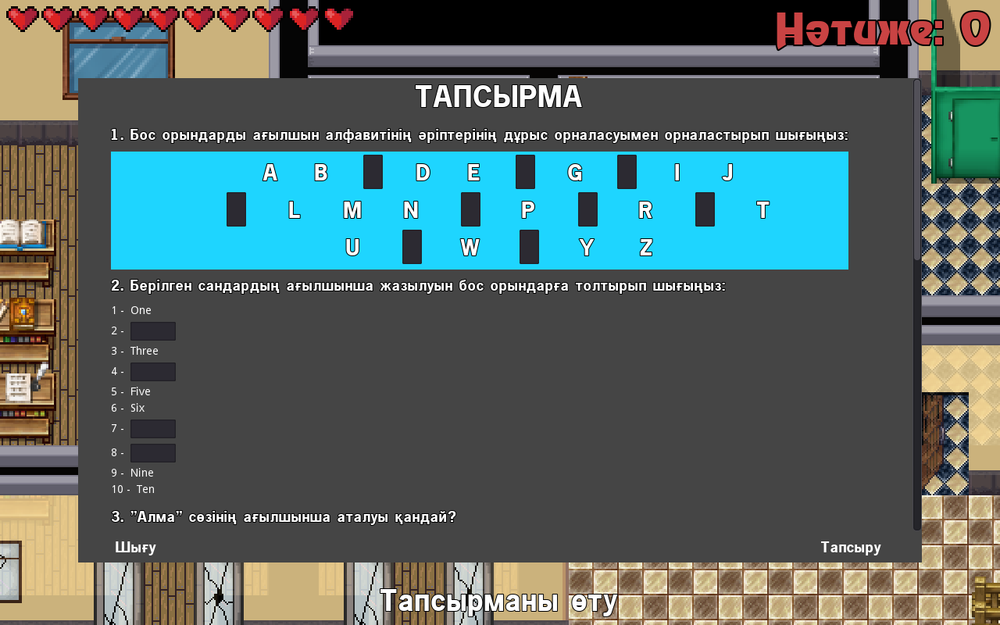 Нәтиже: 0
ТАПСЫРМА
1. Бос орындарды ағылшын алфавитінің әріптерінің дұрыс орналасуымен орналастырып шығыңыз:
A B D E G I J
L M N P R T
U W Y Z
2. Берілген сандардың ағылшынша жазылуын бос орындарға толтырып шығыңыз:
1 - One
2 -
3 - Three
4 -
5 - Five
6 - Six
7 -
8 -
9 - Nine
10 - Ten
3. ”Алма” сөзінің ағылшынша аталуы қандай?
Шығу Тапсыру
Тапсырманы өту